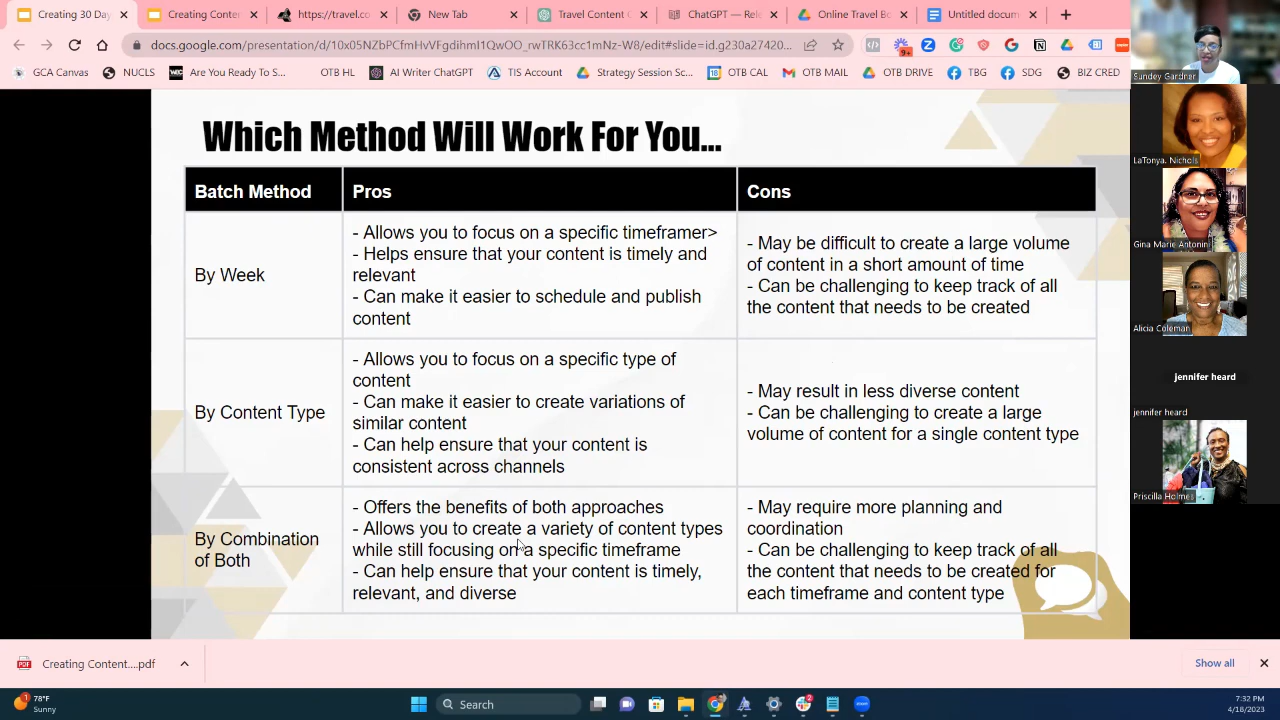 Creating 30 Day
Creating Conten
https://travel.co
New Tab
Travel Content C
ChatGPT — Rele
Online Travel Bo
Untitled docum
9+
GCA Canvas
NUCLS
Are You Ready To S...
OTB HL
AI Writer ChatGPT
TIS Account
Strategy Session Sc...
OTB CAL
OTB MAIL
OTB DRIVE
TBG
SDC
BIZ CRED
Which Method Will Work For You...
Batch Method
Pros
Cons
By Week
- Allows you to focus on a specific timeframer>
- Helps ensure that your content is timely and
relevant
- Can make it easier to schedule and publish
content
- May be difficult to create a large volume
of content in a short amount of time
- Can be challenging to keep track of all
the content that needs to be created
By Content Type
- Allows you to focus on a specific type of
content
- Can make it easier to create variations of
similar content
- Can help ensure that your content is
consistent across channels
- May result in less diverse content
- Can be challenging to create a large
volume of content for a single content type
By Combination
of Both
- Offers the benefits of both approaches
- Allows you to create a variety of content types
while still focusing on a specific timeframe
- Can help ensure that your content is timely,
relevant, and diverse
- May require more planning and
coordination
- Can be challenging to keep track of all
the content that needs to be created for
each timeframe and content type
Sundey Gardner
LaTonya. Nichols
Gina Marie Antonini
Alicia Coleman
jennifer heard
jennifer heard
Priscilla Holmes
Creating Content....pdf
Show all
78°F
Sunny
Search
7:32 PM
4/18/2023